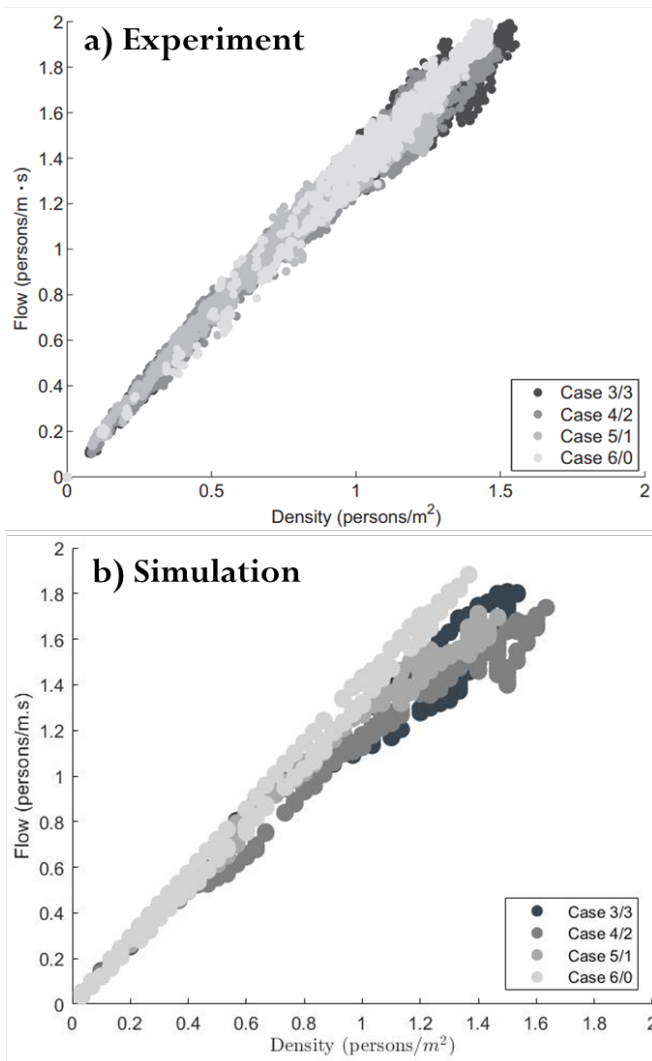 a) Experiment
2
1.8
1.6
1.4
1.2
1
0.8
0.6
0.4
0.2
0
Flow (persons/m · s)
Case 3/3
Case 4/2
Case 5/1
Case 6/0
0 0.5 1 1.5 2
Density (persons/m²)
b) Simulation
2
1.8
1.6
1.4
1.2
1
0.8
0.6
0.4
0.2
0
Flow (persons/m.s)
Case 3/3
Case 4/2
Case 5/1
Case 6/0
0 0.2 0.4 0.6 0.8 1 1.2 1.4 1.6 1.8 2
Density (persons/m²)